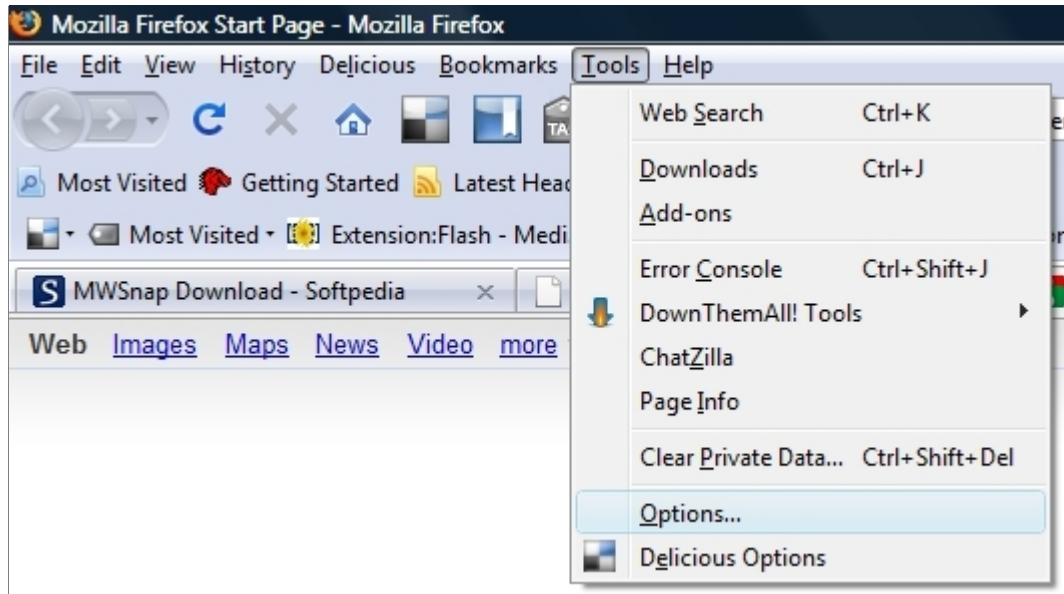 Mozilla Firefox Start Page - Mozilla Firefox
File Edit View History Delicious Bookmarks Tools Help
Web Search Ctrl+K
Most Visited Getting Started Latest
Downloads Ctrl+J
Add-ons
Most Visited Extension:Flash -
Error Console Ctrl+Shift+J
MWSnap Download - Softpedia
DownThemAll! Tools
Web Images Maps News Video more
ChatZilla
Page Info
Clear Private Data... Ctrl+Shift+Del
Options...
Delicious Options